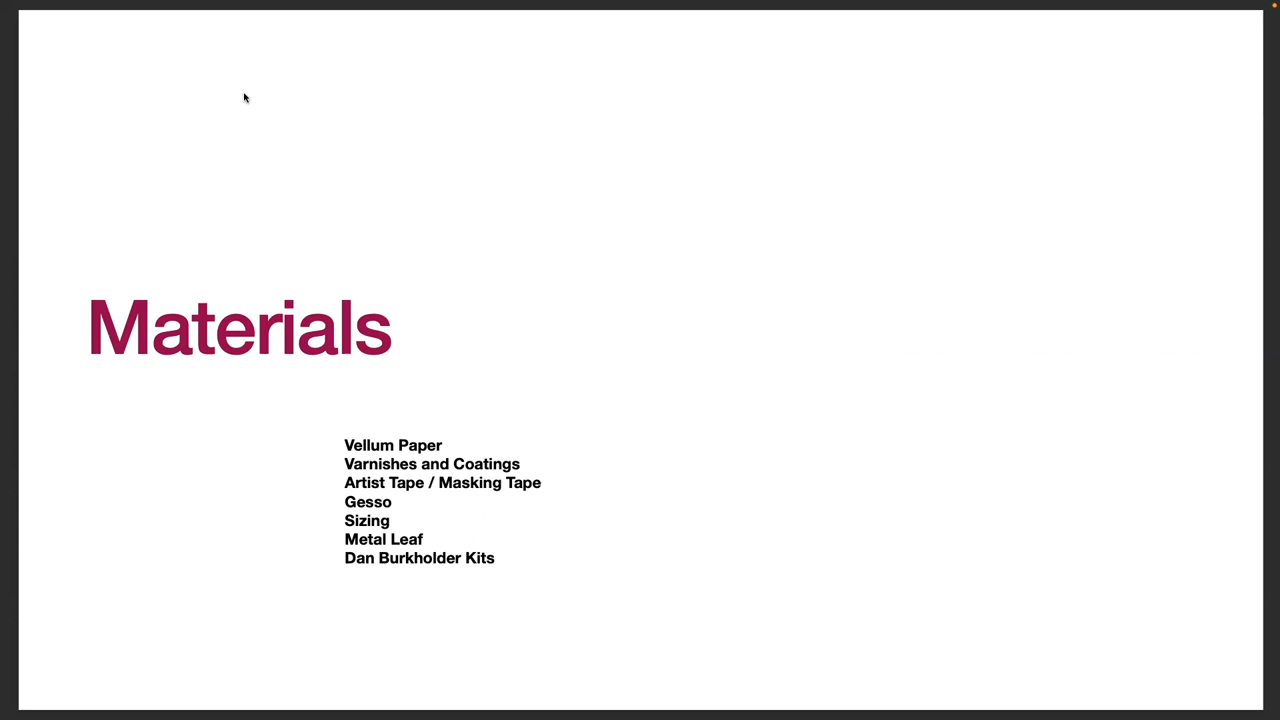 Materials
Vellum Paper
Varnishes and Coatings
Artist Tape / Masking Tape
Gesso
Sizing
Metal Leaf
Dan Burkholder Kits